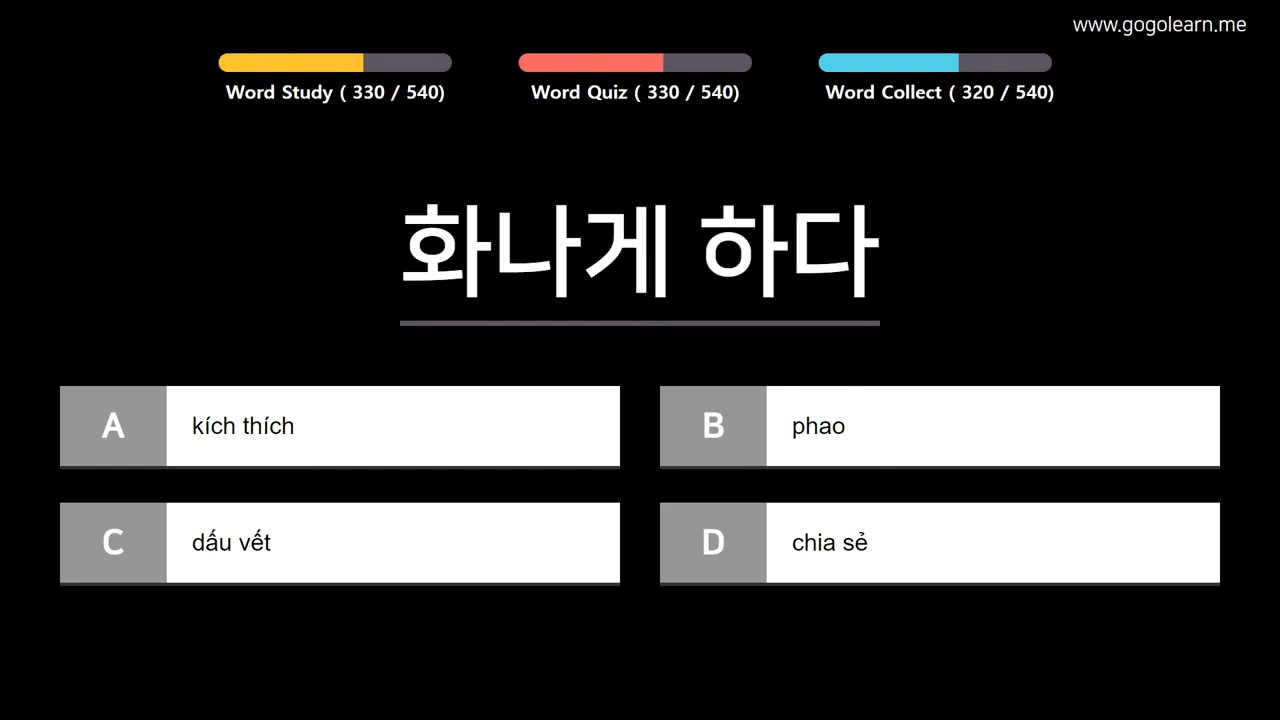 www.gogolearn.me
Word Study ( 330 / 540)
Word Quiz ( 330 / 540)
Word Collect ( 320 / 540)
화나게 하다
A kích thích
B phao
C dấu vết
D chia sẻ